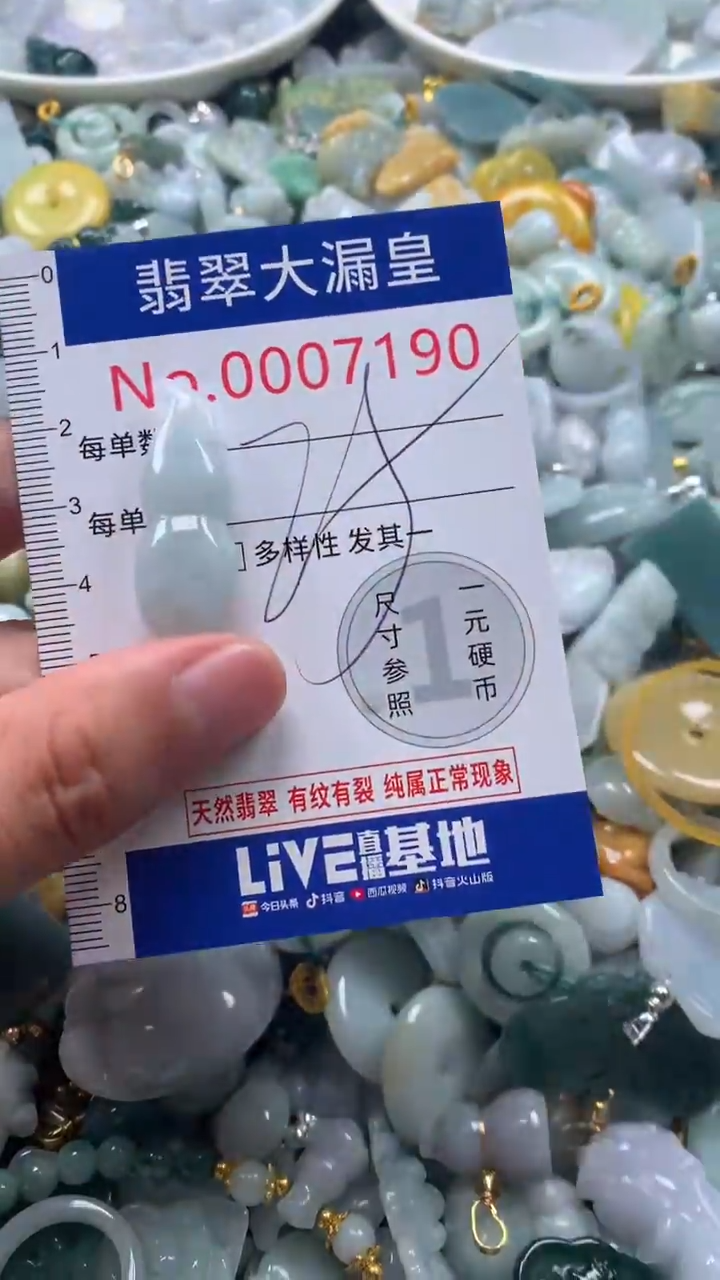 翡翠大漏皇
No.0007190
每单数
每单
]多样性 发其一
尺寸参照
1
一元硬币
天然翡翠 有纹有裂 纯属正常现象
LiVE直播基地
今日头条 抖音 西瓜视频 抖音火山版
0
1
2
3
4
8